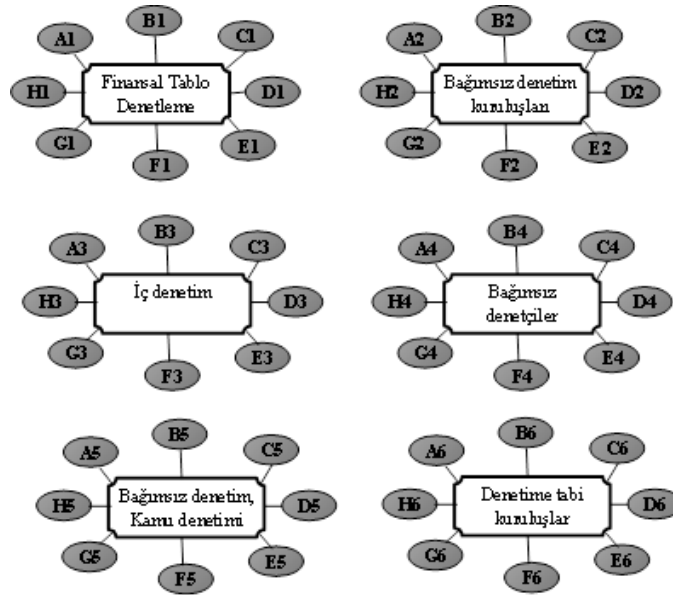 A1
B1
C1
H1
Finansal Tablo
Denetleme
D1
G1
F1
E1
A2
B2
C2
H2
Bağımsız denetim
kuruluşları
D2
G2
F2
E2
A3
B3
C3
H3
İç denetim
D3
G3
F3
E3
A4
B4
C4
H4
Bağımsız
denetçiler
D4
G4
F4
E4
A5
B5
C5
H5
Bağımsız denetim,
Kamu denetimi
D5
G5
F5
E5
A6
B6
C6
H6
Denetime tabi
kuruluşlar
D6
G6
F6
E6